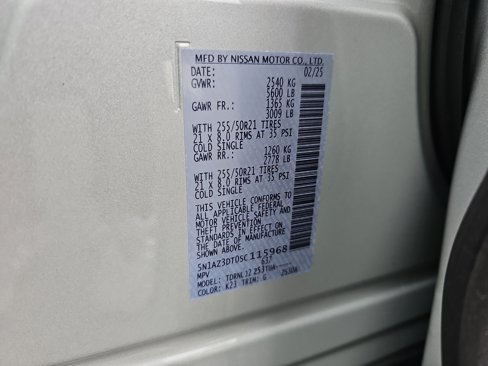 MFD BY NISSAN MOTOR CO., LTD.
DATE: 02/25
GVWR: 2540 KG
5600 LB
GAWR FR.: 1365 KG
3009 LB
WITH 255/50R21 TIRES
21 X 8.0 RIMS AT 35 PSI
COLD SINGLE
GAWR RR.: 1260 KG
2778 LB
WITH 255/50R21 TIRES
21 X 8.0 RIMS AT 35 PSI
COLD SINGLE
THIS VEHICLE CONFORMS TO
ALL APPLICABLE FEDERAL
MOTOR VEHICLE SAFETY AND
THEFT PREVENTION
STANDARDS IN EFFECT ON
THE DATE OF MANUFACTURE
SHOWN ABOVE.
5N1AZ3DT0SC115968
MPV 637
MODEL:
COLOR: K23 TRIM: G